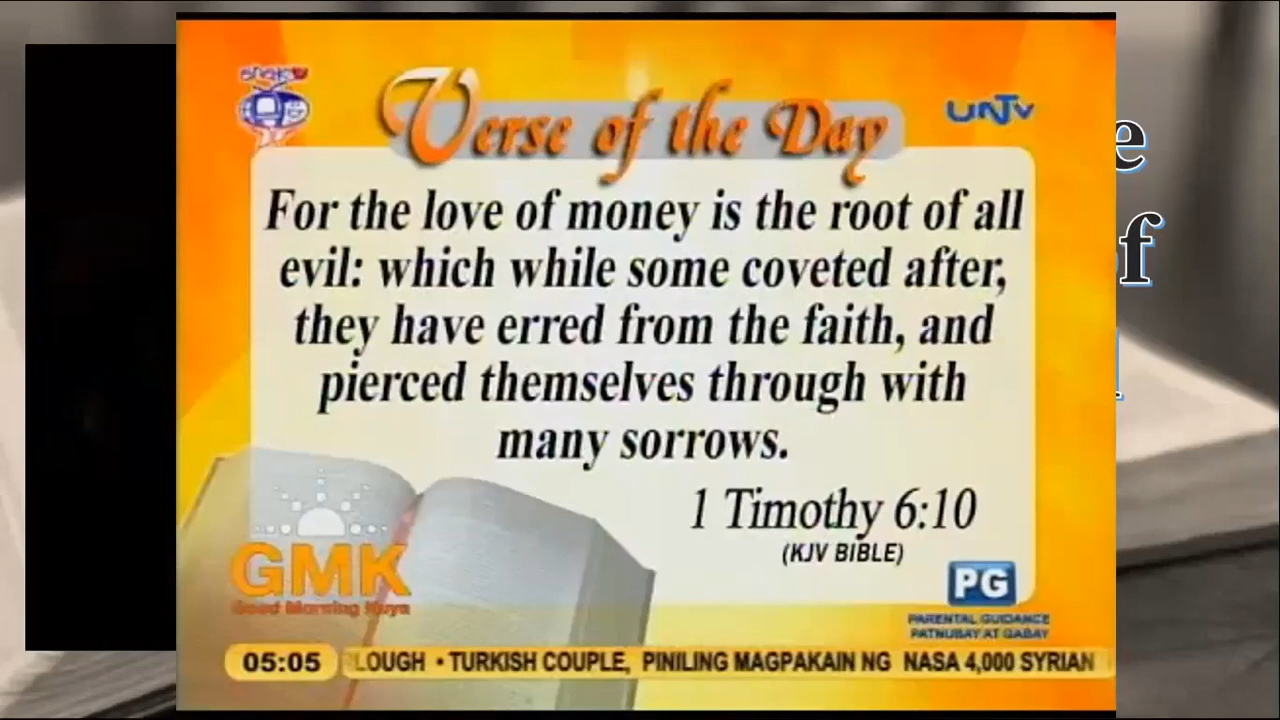 Verse of the Day
UNTV
For the love of money is the root of all
evil: which while some coveted after,
they have erred from the faith, and
pierced themselves through with
many sorrows.
1 Timothy 6:10
(KJV BIBLE)
GMK
Good Morning Kuya
PG
PARENTAL GUIDANCE
PATNUBAY AT GABAY
05:05
LOUGH • TURKISH COUPLE, PINILING MAGPAKAIN NG NASA 4,000 SYRIAN
e
of